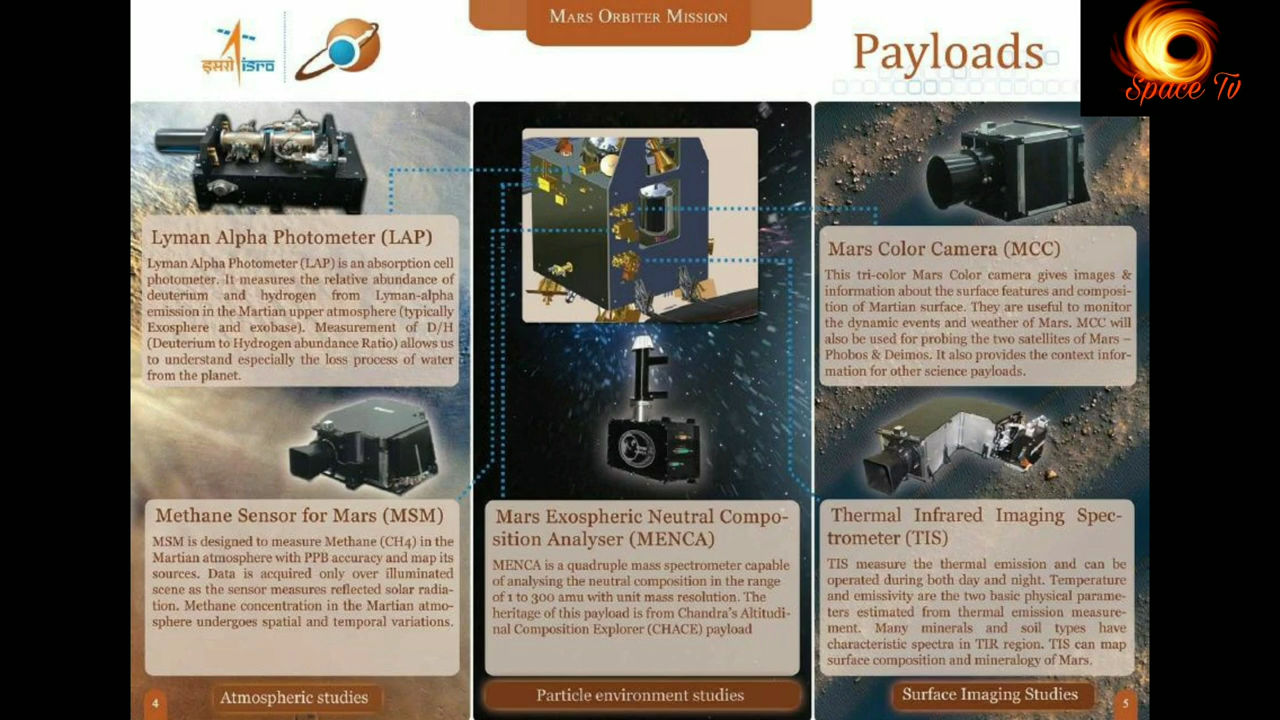 इसरो isro
MARS ORBITER MISSION
Payloads
Space Tv
Lyman Alpha Photometer (LAP)
Lyman Alpha Photometer (LAP) is an absorption cell
photometer. It measures the relative abundance of
deuterium and hydrogen from Lyman-alpha
emission in the Martian upper atmosphere (typically
Exosphere and exobase). Measurement of D/H
(Deuterium to Hydrogen abundance Ratio) allows us
to understand especially the loss process of water
from the planet.
Methane Sensor for Mars (MSM)
MSM is designed to measure Methane (CH4) in the
Martian atmosphere with PPB accuracy and map its
sources. Data is acquired only over illuminated
scene as the sensor measures reflected solar radia-
tion. Methane concentration in the Martian atmo-
sphere undergoes spatial and temporal variations.
4
Atmospheric studies
Mars Exospheric Neutral Compo-
sition Analyser (MENCA)
MENCA is a quadruple mass spectrometer capable
of analysing the neutral composition in the range
of 1 to 300 amu with unit mass resolution. The
heritage of this payload is from Chandra's Altitudi-
nal Composition Explorer (CHACE) payload
Particle environment studies
Mars Color Camera (MCC)
This tri-color Mars Color camera gives images &
information about the surface features and composi-
tion of Martian surface. They are useful to monitor
the dynamic events and weather of Mars. MCC will
also be used for probing the two satellites of Mars –
Phobos & Deimos. It also provides the context infor-
mation for other science payloads.
Thermal Infrared Imaging Spec-
trometer (TIS)
TIS measure the thermal emission and can be
operated during both day and night. Temperature
and emissivity are the two basic physical parame-
ters estimated from thermal emission measure-
ment. Many minerals and soil types have
characteristic spectra in TIR region. TIS can map
surface composition and mineralogy of Mars.
Surface Imaging Studies
5